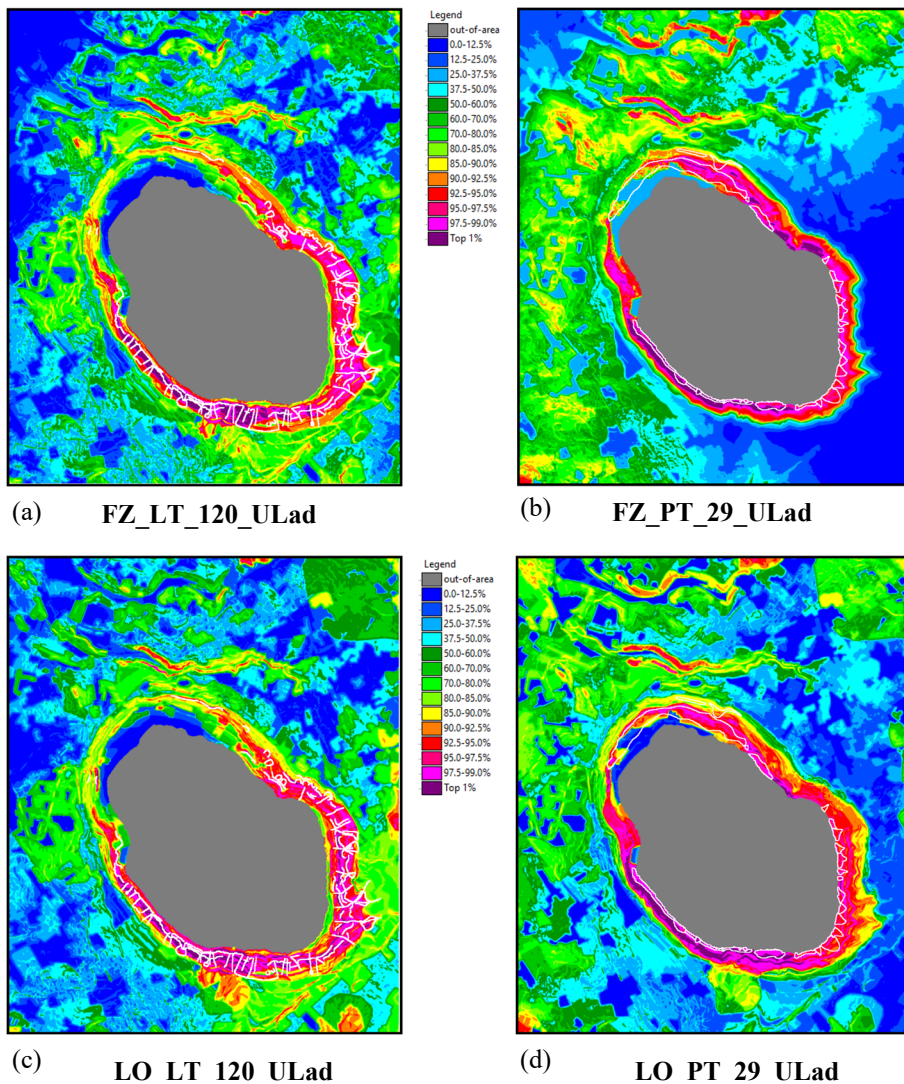 Legend
out-of-area
0.0-12.5%
12.5-25.0%
25.0-37.5%
37.5-50.0%
50.0-60.0%
60.0-70.0%
70.0-80.0%
80.0-85.0%
85.0-90.0%
90.0-92.5%
92.5-95.0%
95.0-97.5%
97.5-99.0%
Top 1%
(a) FZ_LT_120_ULad
(b) FZ_PT_29_ULad
Legend
out-of-area
0.0-12.5%
12.5-25.0%
25.0-37.5%
37.5-50.0%
50.0-60.0%
60.0-70.0%
70.0-80.0%
80.0-85.0%
85.0-90.0%
90.0-92.5%
92.5-95.0%
95.0-97.5%
97.5-99.0%
Top 1%
(c) LO_LT_120_ULad
(d) LO_PT_29_ULad